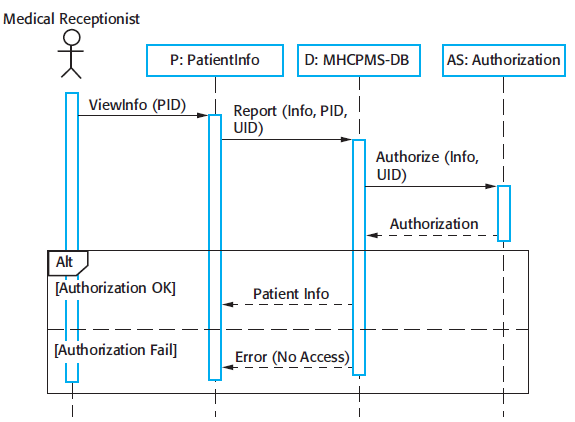 Medical Receptionist
P: PatientInfo
D: MHCPMS-DB
AS: Authorization
ViewInfo (PID)
Report (Info, PID,
UID)
Authorize (Info,
UID)
Authorization
Alt
[Authorization OK]
Patient Info
[Authorization Fail]
Error (No Access)